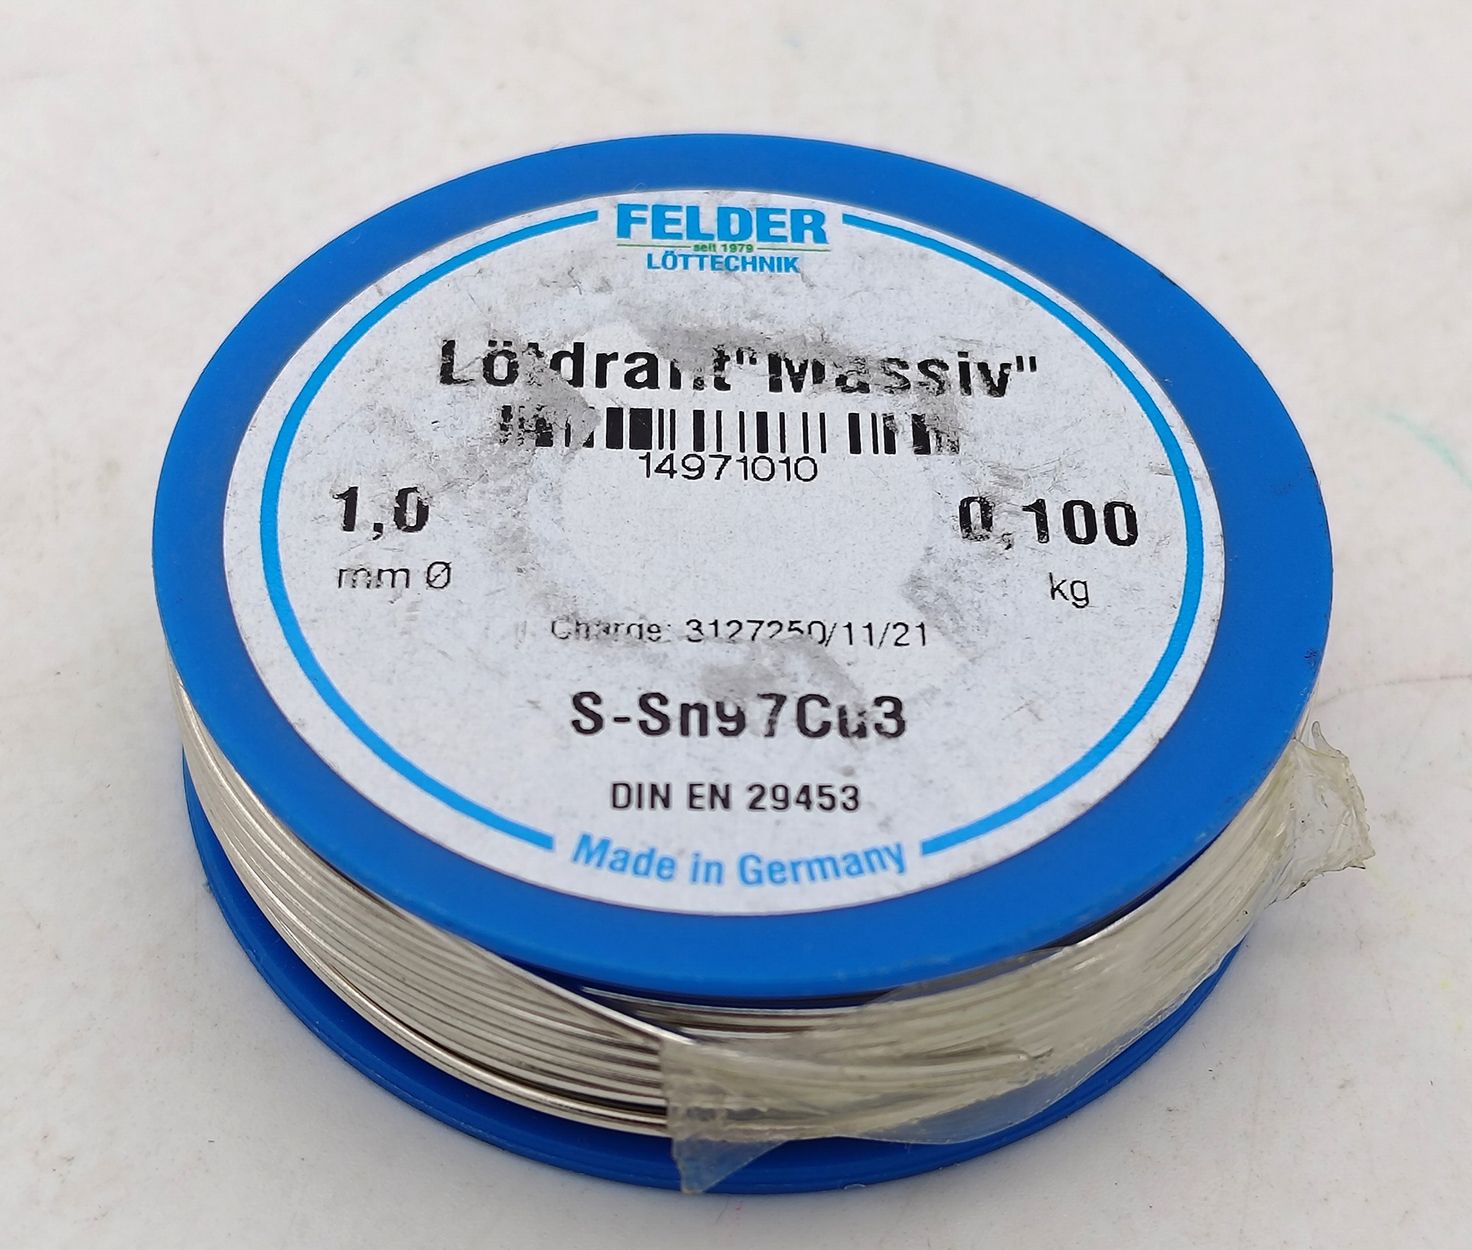 FELDER
seit 1979
LÖTTECHNIK
Lötdraht"Massiv"
14971010
1,0
0,100
mm Ø
kg
Charge: 3127250/11/21
S-Sn97Cu3
DIN EN 29453
Made in Germany